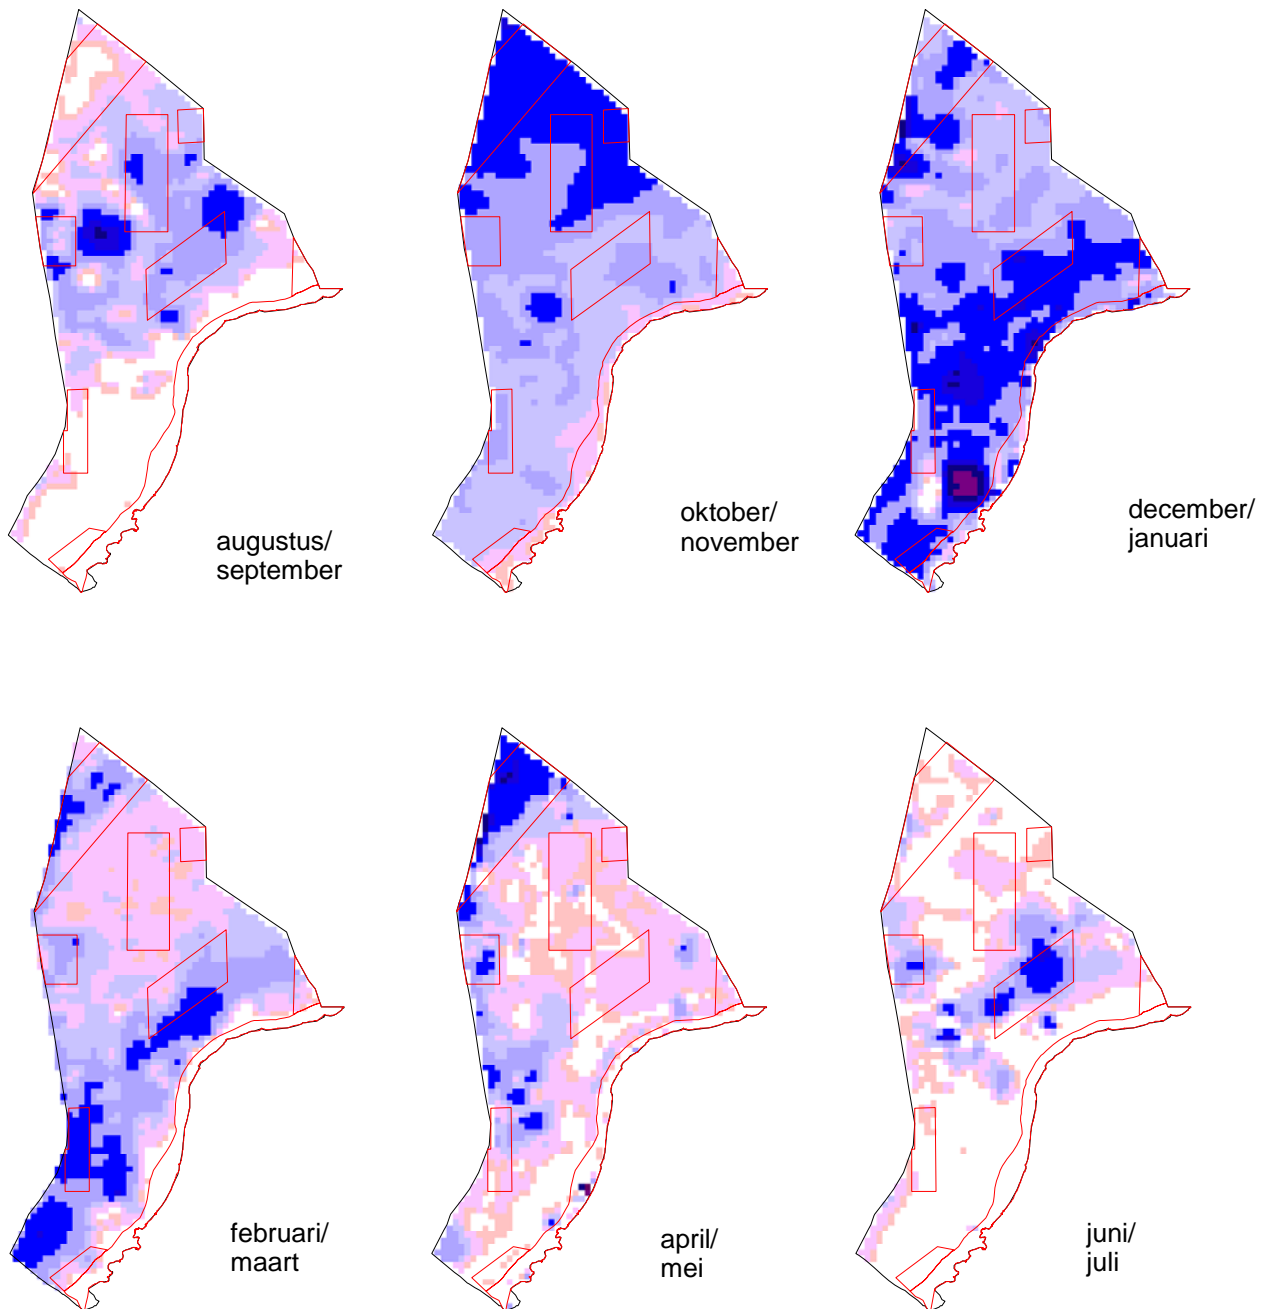 augustus/
september
oktober/
november
december/
januari
februari/
maart
april/
mei
juni/
juli